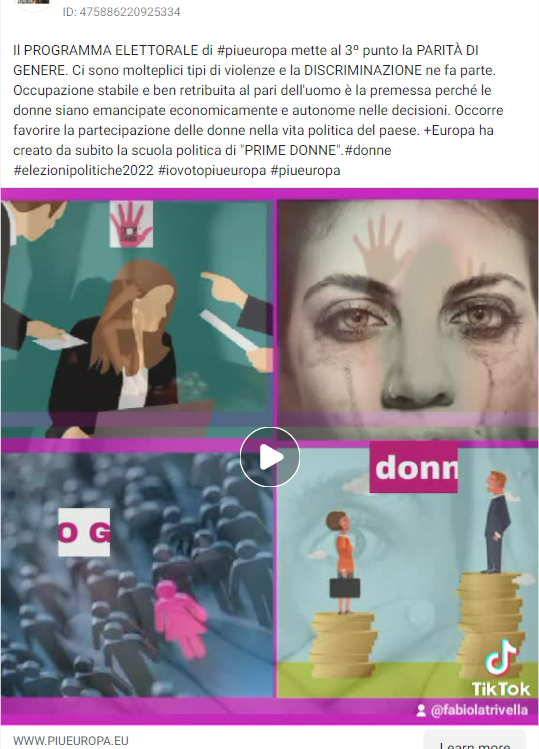 ID: 475886220925334
Il PROGRAMMA ELETTORALE di #piueuropa mette al 3º punto la PARITÀ DI
GENERE. Ci sono molteplici tipi di violenze e la DISCRIMINAZIONE ne fa parte.
Occupazione stabile e ben retribuita al pari dell'uomo è la premessa perché le
donne siano emancipate economicamente e autonome nelle decisioni. Occorre
favorire la partecipazione delle donne nella vita politica del paese. +Europa ha
creato da subito la scuola politica di "PRIME DONNE".#donne
#elezionipolitiche2022 #iovotopiueuropa #piueuropa
donn
O G
TikTok
@fabiolatrivella
WWW.PIUEUROPA.EU
Learn more